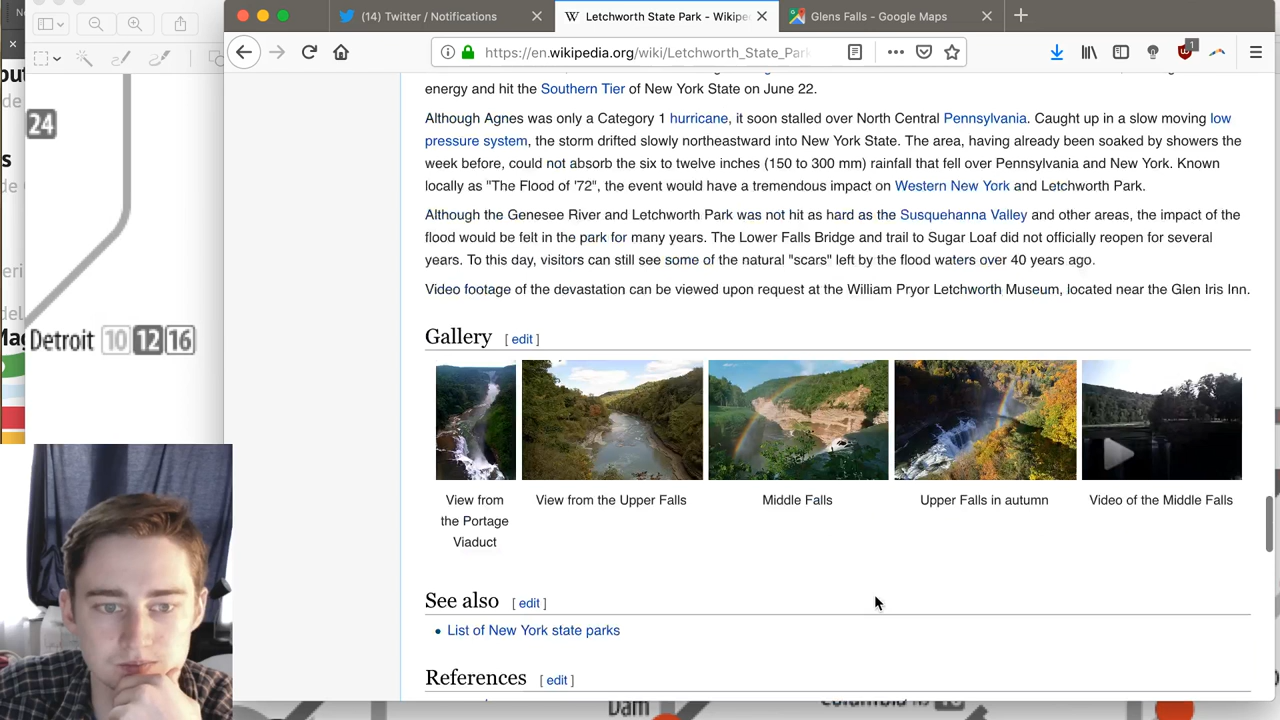 (14) Twitter / Notifications
Letchworth State Park - Wikipe
Glens Falls - Google Maps
https://en.wikipedia.org/wiki/Letchworth_State_Park
1
energy and hit the Southern Tier of New York State on June 22.
Although Agnes was only a Category 1 hurricane, it soon stalled over North Central Pennsylvania. Caught up in a slow moving low
pressure system, the storm drifted slowly northeastward into New York State. The area, having already been soaked by showers the
week before, could not absorb the six to twelve inches (150 to 300 mm) rainfall that fell over Pennsylvania and New York. Known
locally as "The Flood of '72", the event would have a tremendous impact on Western New York and Letchworth Park.
Although the Genesee River and Letchworth Park was not hit as hard as the Susquehanna Valley and other areas, the impact of the
flood would be felt in the park for many years. The Lower Falls Bridge and trail to Sugar Loaf did not officially reopen for several
years. To this day, visitors can still see some of the natural "scars" left by the flood waters over 40 years ago.
Video footage of the devastation can be viewed upon request at the William Pryor Letchworth Museum, located near the Glen Iris Inn.
Gallery [ edit ]
View from
the Portage
Viaduct
View from the Upper Falls
Middle Falls
Upper Falls in autumn
Video of the Middle Falls
See also [ edit ]
• List of New York state parks
References [ edit ]
24
Detroit 10 12 16
Dam